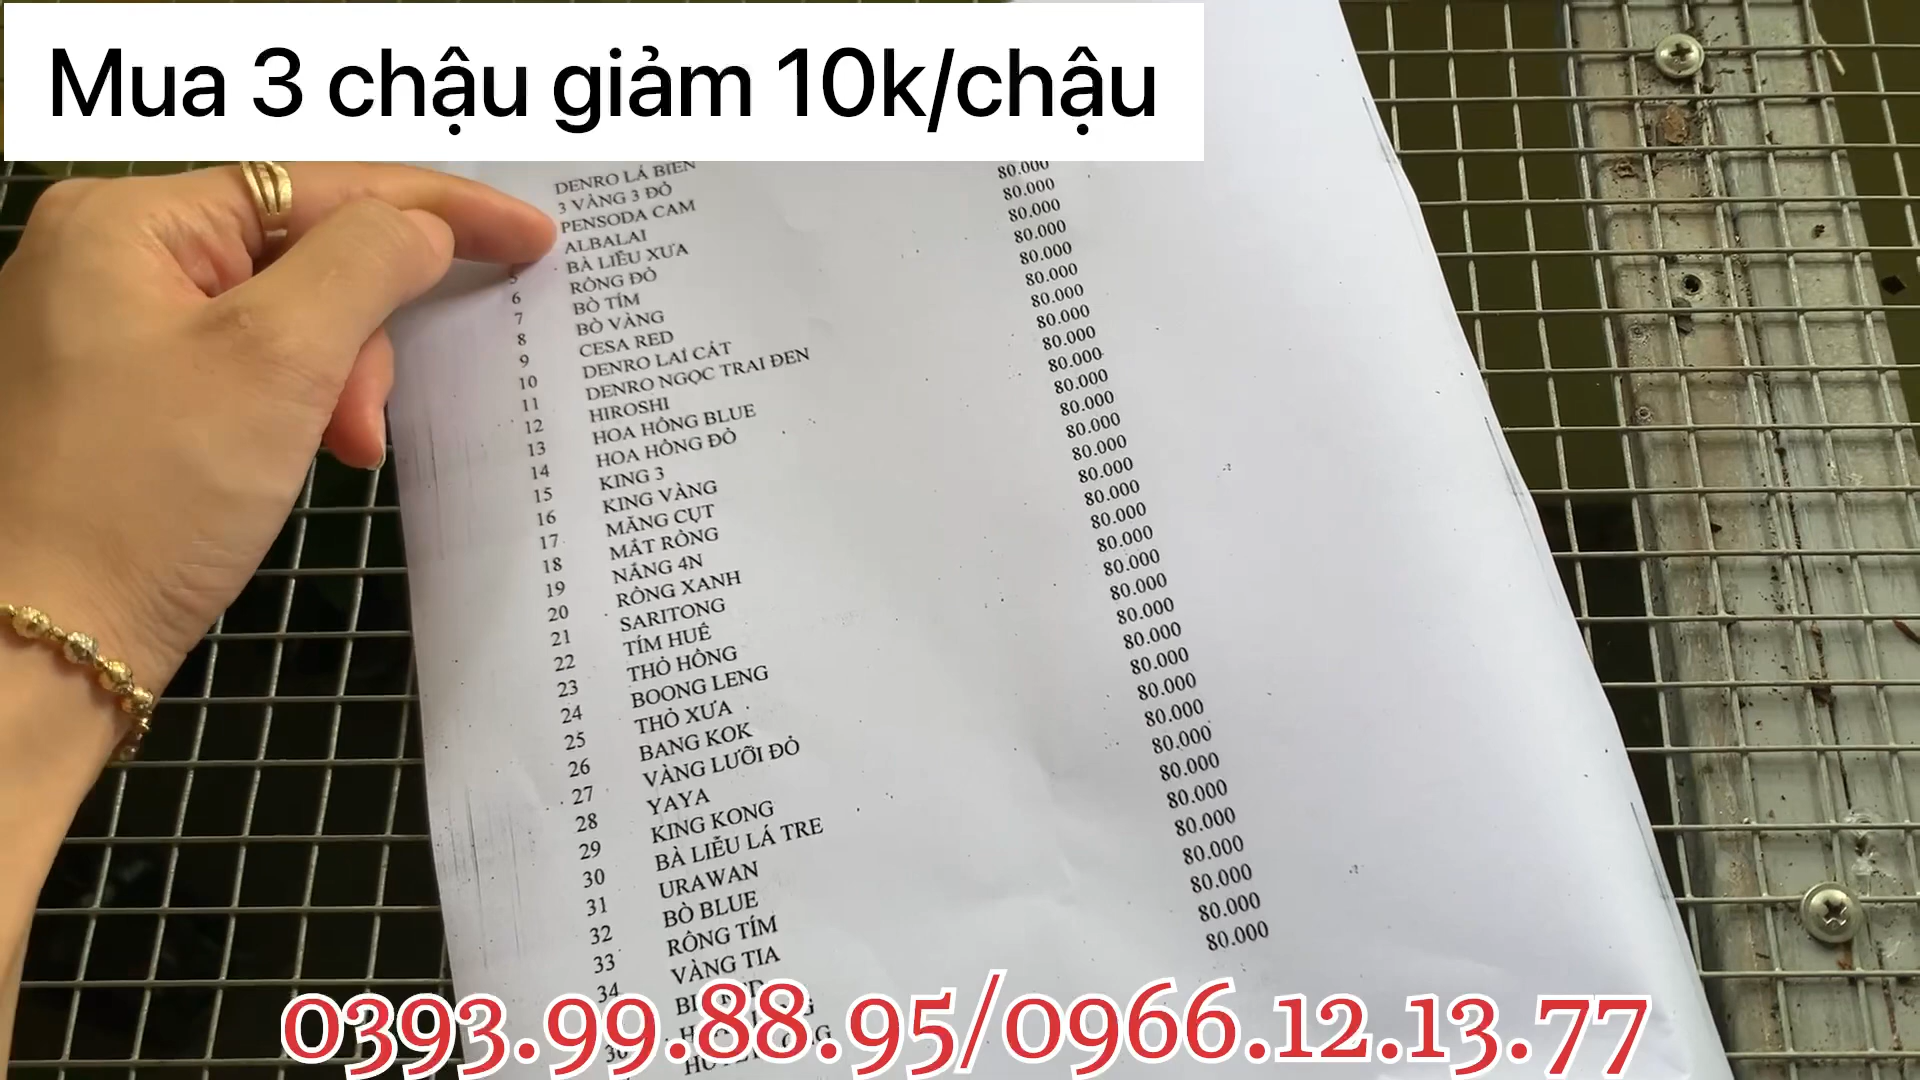 Mua 3 chậu giảm 10k/chậu
DENRO LÁ BIÊN 80.000
3 VÀNG 3 ĐỎ 80.000
PENSODA CAM 80.000
ALBALAI 80.000
5 BÀ LIỄU XƯA 80.000
6 RỒNG ĐỎ 80.000
7 BÒ TÍM 80.000
8 BÒ VÀNG 80.000
9 CESA RED 80.000
10 DENRO LAI CÁT 80.000
11 DENRO NGỌC TRAI ĐEN 80.000
12 HIROSHI 80.000
13 HOA HỒNG BLUE 80.000
14 HOA HỒNG ĐỎ 80.000
15 KING 3 80.000
16 KING VÀNG 80.000
17 MĂNG CỤT 80.000
18 MẮT RỒNG 80.000
19 NẮNG 4N 80.000
20 RỒNG XANH 80.000
21 SARITONG 80.000
22 TÍM HUẾ 80.000
23 THỎ HỒNG 80.000
24 BOONG LENG 80.000
25 THỎ XƯA 80.000
26 BANG KOK 80.000
27 VÀNG LƯỠI ĐỎ 80.000
28 YAYA 80.000
29 KING KONG 80.000
30 BÀ LIỄU LÁ TRE 80.000
31 URAWAN 80.000
32 BÒ BLUE 80.000
33 RỒNG TÍM 80.000
34 VÀNG TIA 80.000
36
0393.99.88.95/0966.12.13.77